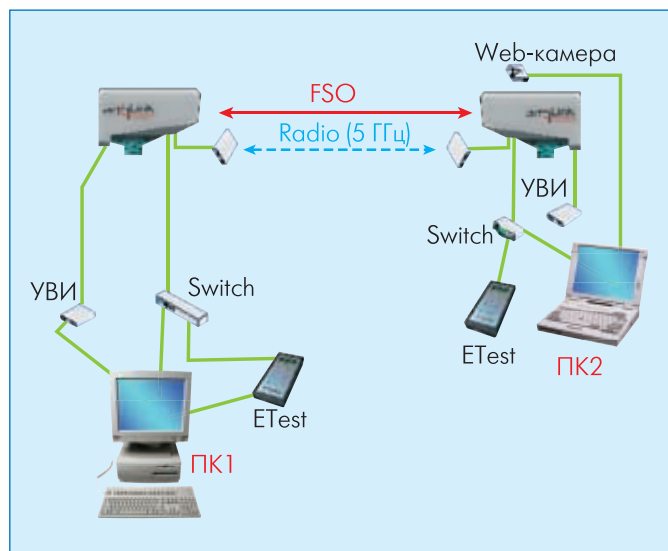 Web-камера
FSO
Radio (5 ГГц)
УВИ
Switch
УВИ
Switch
ETest
ПК2
ETest
ПК1